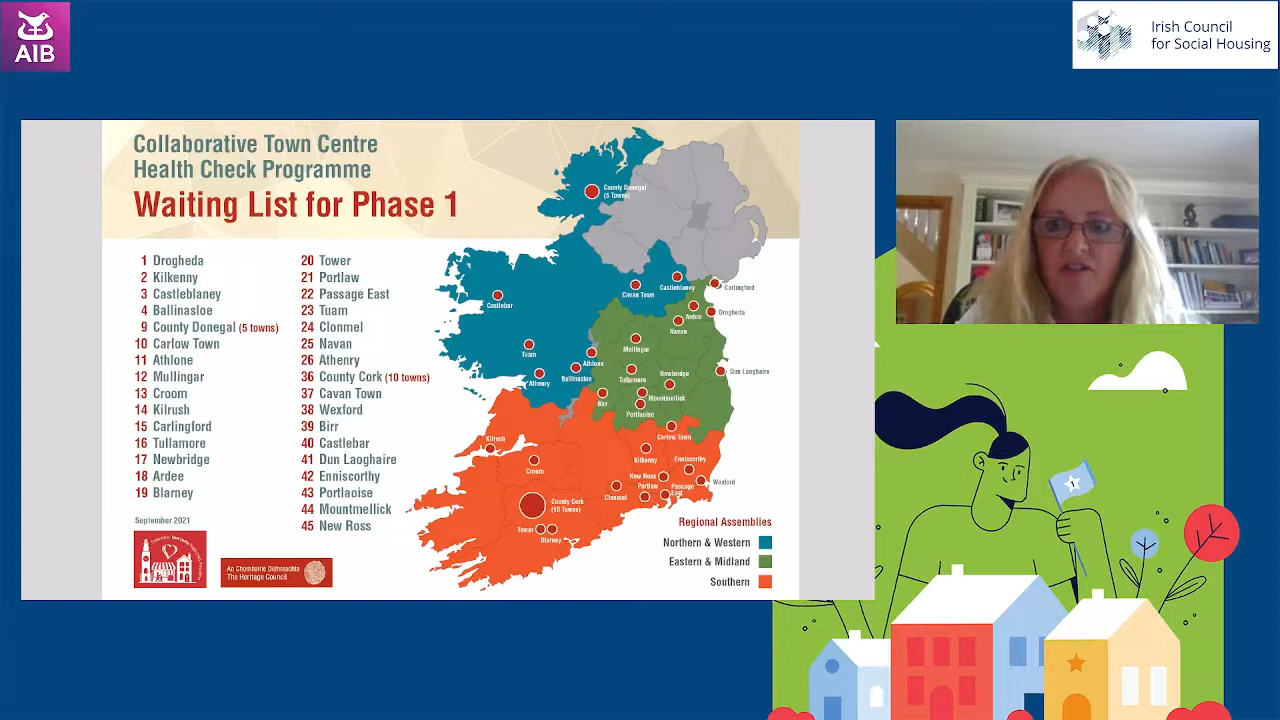 AIB
Irish Council
for Social Housing
Collaborative Town Centre
Health Check Programme
Waiting List for Phase 1
1 Drogheda
2 Kilkenny
3 Castleblaney
4 Ballinasloe
9 County Donegal (5 towns)
10 Carlow Town
11 Athlone
12 Mullingar
13 Croom
14 Kilrush
15 Carlingford
16 Tullamore
17 Newbridge
18 Ardee
19 Blarney
20 Tower
21 Portlaw
22 Passage East
23 Tuam
24 Clonmel
25 Navan
26 Athenry
36 County Cork (10 towns)
37 Cavan Town
38 Wexford
39 Birr
40 Castlebar
41 Dun Laoghaire
42 Enniscorthy
43 Portlaoise
44 Mountmellick
45 New Ross
September 2021
An Chomhairle Oidhreachta
The Heritage Council
County Donegal
(5 Towns)
Castleblaney
Carlingford
Cavan Town
Castlebar
Ardee
Drogheda
Navan
Mullingar
Tuam
Athlone
Ballinasloe
Athenry
Tullamore
Newbridge
Dun Laoghaire
Birr
Mountmellick
Portlaoise
Carlow Town
Kilrush
Kilkenny
Croom
Enniscorthy
New Ross
Wexford
Clonmel
Portlaw
Passage
East
County Cork
(10 Towns)
Tower
Blarney
Regional Assemblies
Northern & Western
Eastern & Midland
Southern
1